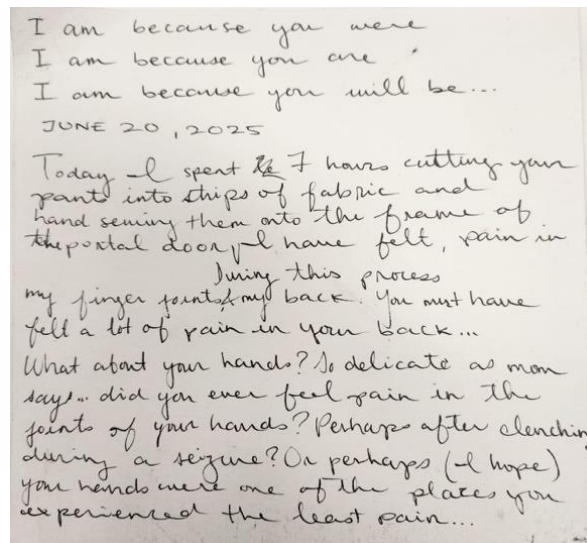 I am because you were
I am because you are
I am because you will be...
JUNE 20, 2025
Today I spent 7 hours cutting your
pants into strips of fabric and
hand sewing them onto the frame of
the portal door, I have felt, pain in
During this process
my finger joints & my back. You must have
felt a lot of pain in your back...
What about your hands? So delicate as mom
says.. did you ever feel pain in the
joints of your hands? Perhaps after clenchin
during a seizure? Or perhaps (I hope)
your hands were one of the places you
experienced the least pain...